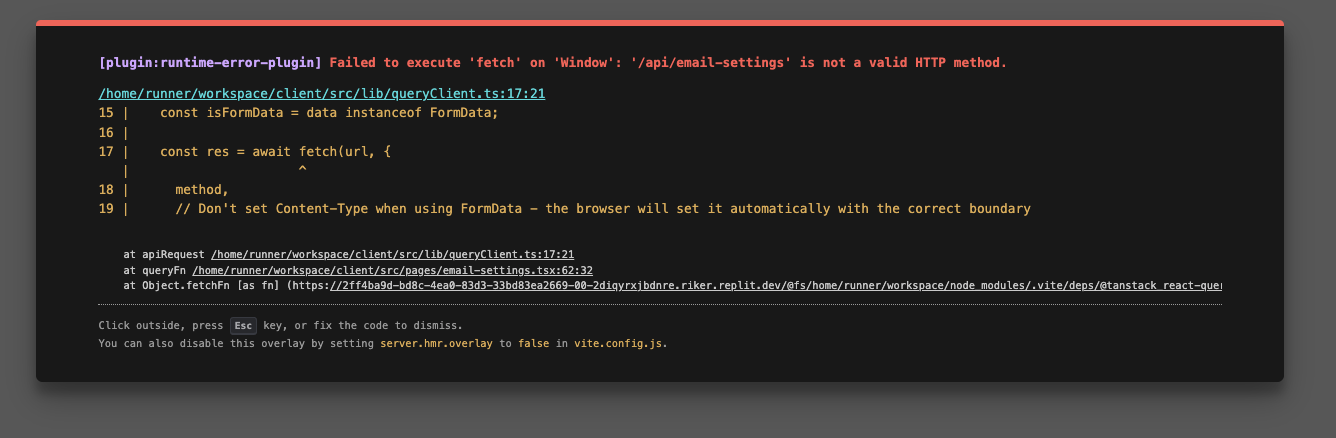 [plugin:runtime-error-plugin] Failed to execute 'fetch' on 'Window': '/api/email-settings' is not a valid HTTP method.
/home/runner/workspace/client/src/lib/queryClient.ts:17:21
15 |    const isFormData = data instanceof FormData;
16 |
17 |    const res = await fetch(url, {
   |                      ^
18 |      method,
19 |      // Don't set Content-Type when using FormData - the browser will set it automatically with the correct boundary
at apiRequest /home/runner/workspace/client/src/lib/queryClient.ts:17:21
at queryFn /home/runner/workspace/client/src/pages/email-settings.tsx:62:32
at Object.fetchFn [as fn] (https://2ff4ba9d-bd8c-4ea0-83d3-33bd83ea2669-00-2diqyrxjbdnre.riker.replit.dev/@fs/home/runner/workspace/node_modules/.vite/deps/@tanstack_react-quer
Click outside, press Esc key, or fix the code to dismiss.
You can also disable this overlay by setting server.hmr.overlay to false in vite.config.js.